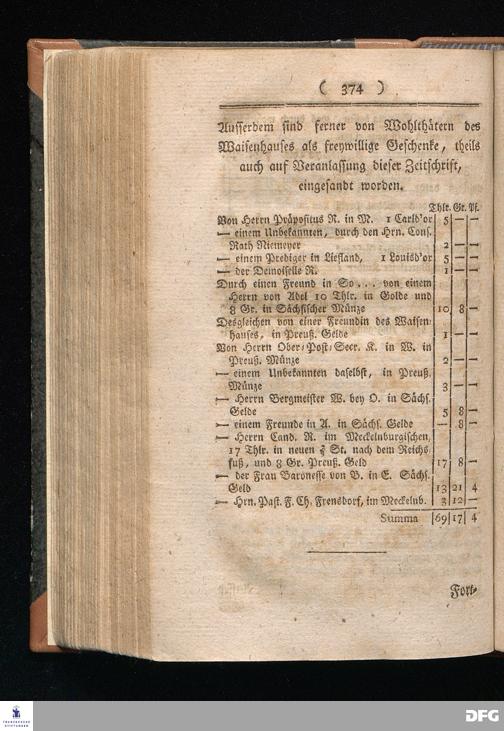 ( 374 )
Ausserdem sind ferner von Wohlthätern des
Waisenhauses als freywillige Geschenke, theils
auch auf Veranlassung dieser Zeitschrift,
eingesandt worden.
Thlr. Gr. Pf.
Von Herrn Präpositus R. in M. 1 Carld'or 5 — —
— einem Unbekannten, durch den Hrn. Cons.
Rath Niemeyer 2 — —
— einem Prediger in Liefland, 1 Louisd'or 5 — —
— der Demoiselle R. 1 — —
Durch einen Freund in So... von einem
Herrn von Adel 10 Thlr. in Golde und
8 Gr. in Sächsischer Münze 10 8 —
Desgleichen von einer Freundin des Waisen-
hauses, in Preuß. Gelde 1 — —
Von Herrn Ober-Post-Secr. K. in W. in
Preuß. Münze 2 — —
— einem Unbekannten daselbst, in Preuß.
Münze 3 — —
— Herrn Bergmeister W. bey O. in Sächs.
Gelde 5 8 —
— einem Freunde in A. in Sächs. Gelde — 8 —
— Herrn Cand. R. im Mecklenburgischen,
17 Thlr. in neuen ⅔ St. nach dem Reichs-
fuß, und 8 Gr. Preuß. Geld 17 8 —
— der Frau Baronesse von B. in E. Sächs.
Geld 13 21 4
— Hrn. Past. F. Ch. Frensdorf, im Mecklenb. 3 12 —
Summa 69 17 4
Fort-
FRANCKESCHE
STIFTUNGEN
DFG